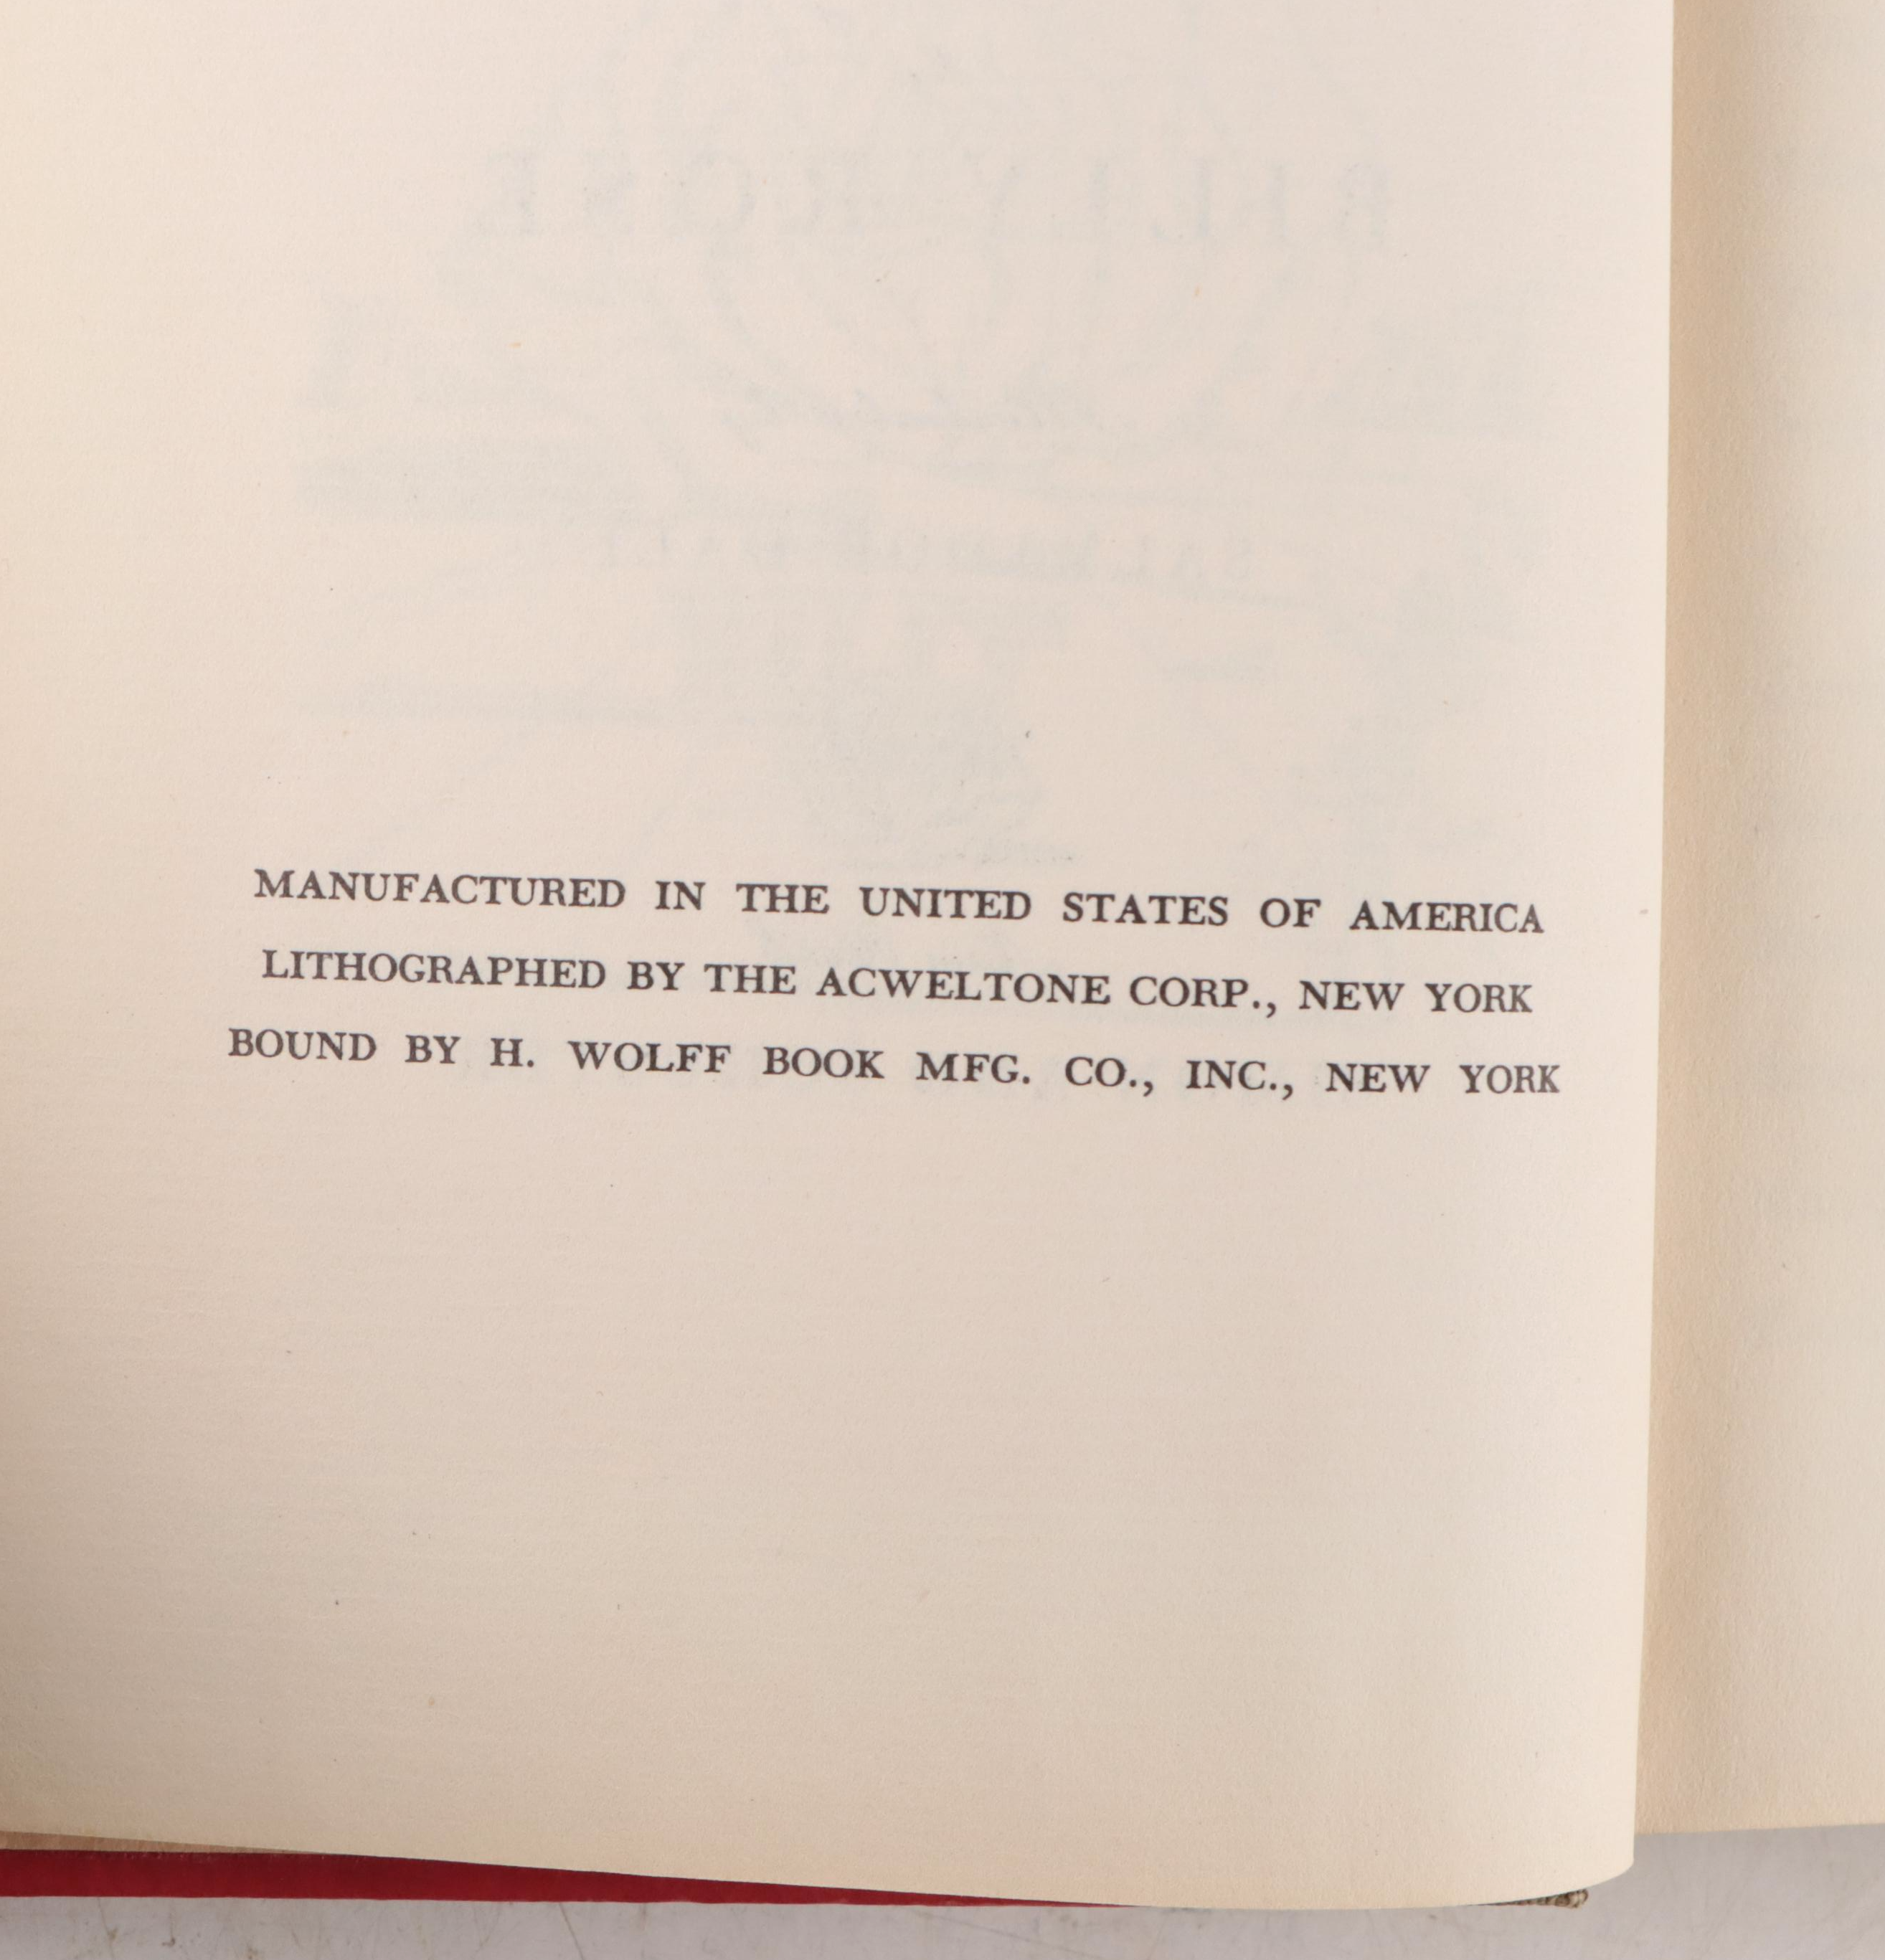 MANUFACTURED IN THE UNITED STATES OF AMERICA
LITHOGRAPHED BY THE ACWELTONE CORP., NEW YORK
BOUND BY H. WOLFF BOOK MFG. CO., INC., NEW YORK